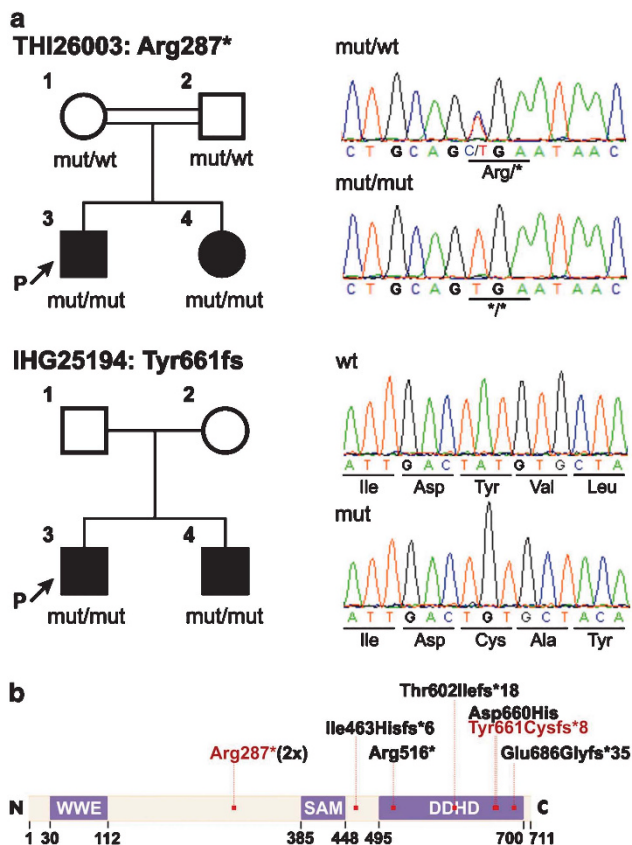 a
THI26003: Arg287*
1
2
mut/wt
mut/wt
3
4
P
mut/mut
mut/mut
mut/wt
C T G C A G C/T G A A T A A C
Arg/*
mut/mut
C T G C A G T G A A T A A C
*/*
IHG25194: Tyr661fs
1
2
3
4
P
mut/mut
mut/mut
wt
A T T G A C T A T G T G C T A
Ile Asp Tyr Val Leu
mut
A T T G A C T G T G C T A C A
Ile Asp Cys Ala Tyr
b
Thr602Ilefs*18
Ile463Hisfs*6
Asp660His
Arg287*(2x)
Tyr661Cysfs*8
Arg516*
Glu686Glyfs*35
N WWE SAM DDHD C
1 30 112 385 448 495 700 711